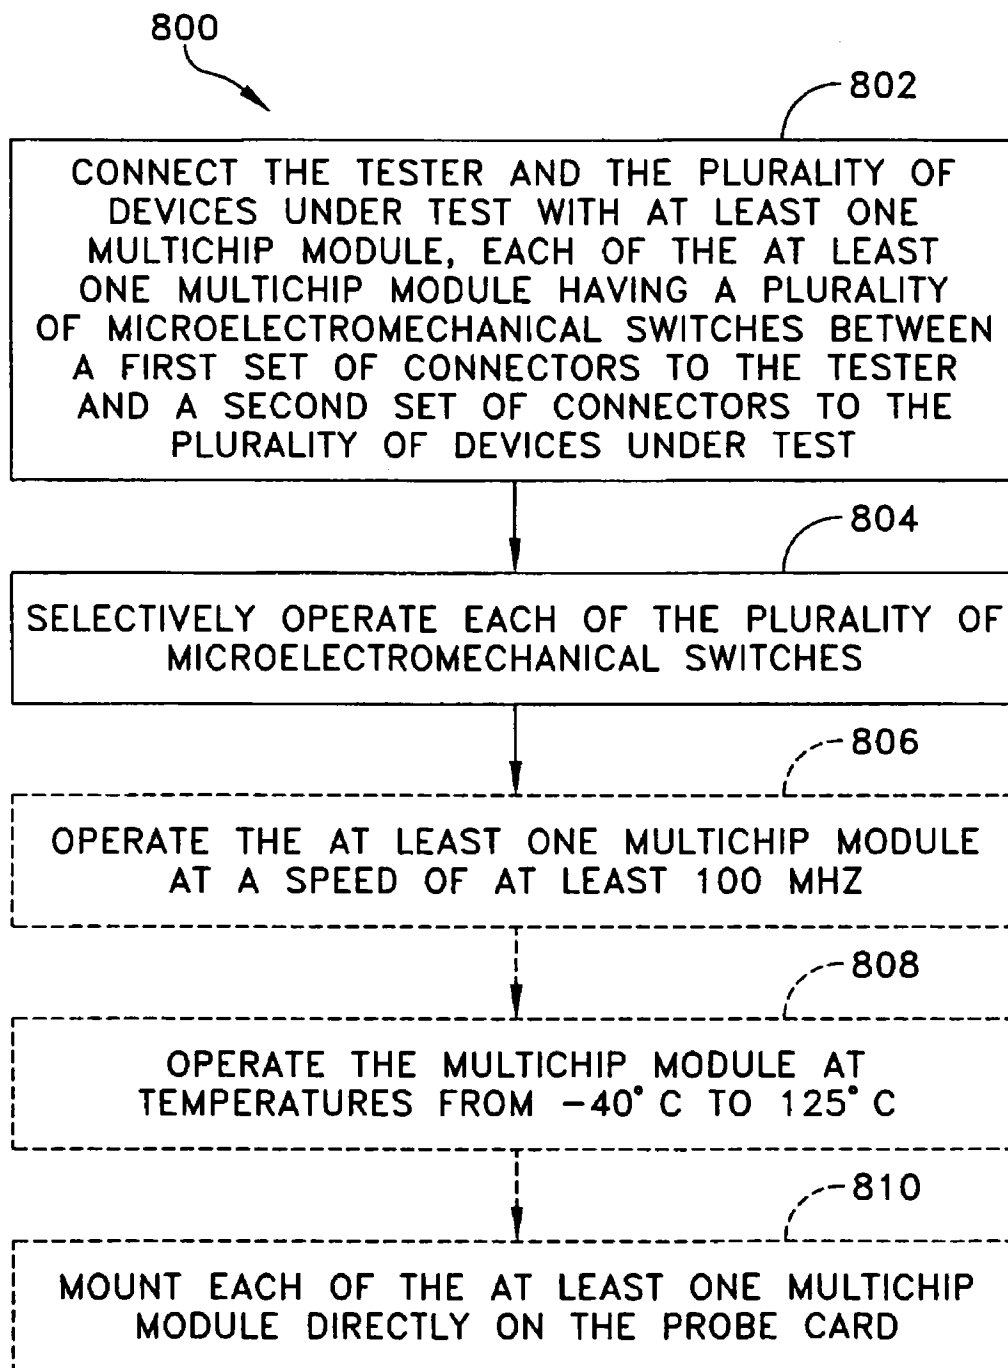 800
802
CONNECT THE TESTER AND THE PLURALITY OF
DEVICES UNDER TEST WITH AT LEAST ONE
MULTICHIP MODULE, EACH OF THE AT LEAST
ONE MULTICHIP MODULE HAVING A PLURALITY
OF MICROELECTROMECHANICAL SWITCHES BETWEEN
A FIRST SET OF CONNECTORS TO THE TESTER
AND A SECOND SET OF CONNECTORS TO THE
PLURALITY OF DEVICES UNDER TEST
804
SELECTIVELY OPERATE EACH OF THE PLURALITY OF
MICROELECTROMECHANICAL SWITCHES
806
OPERATE THE AT LEAST ONE MULTICHIP MODULE
AT A SPEED OF AT LEAST 100 MHZ
808
OPERATE THE MULTICHIP MODULE AT
TEMPERATURES FROM −40° C TO 125° C
810
MOUNT EACH OF THE AT LEAST ONE MULTICHIP
MODULE DIRECTLY ON THE PROBE CARD